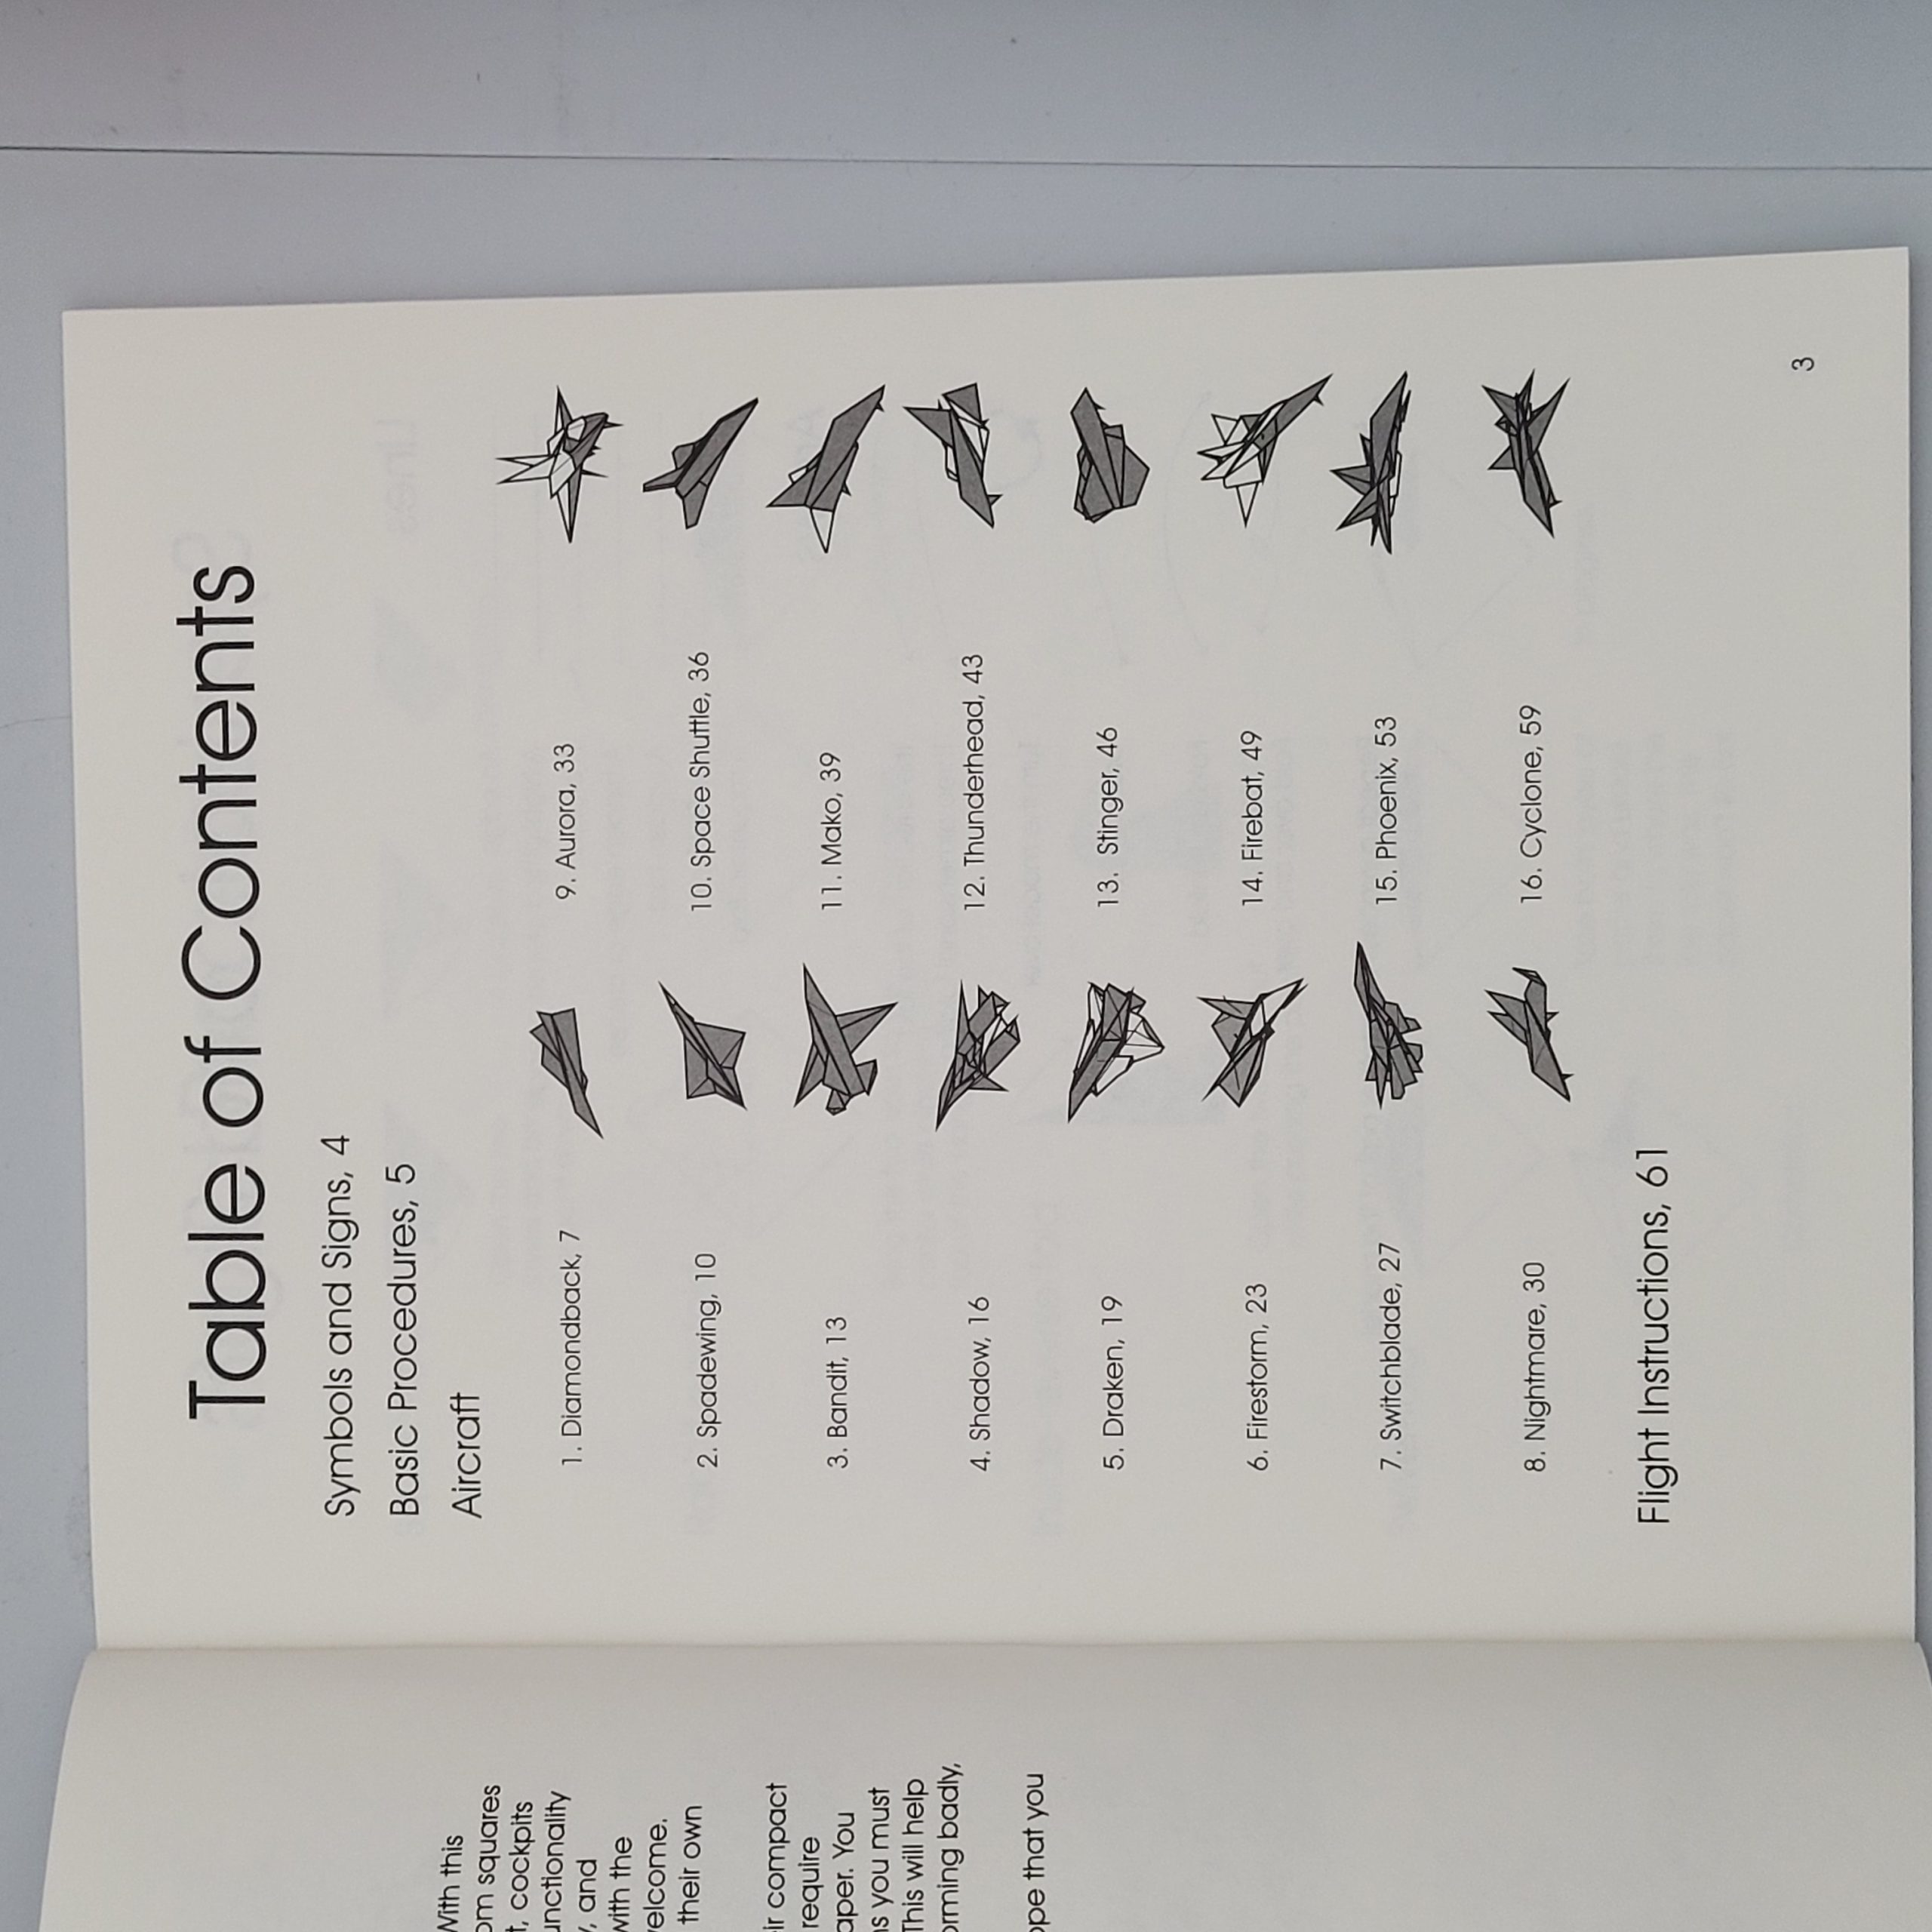 With this
om squares
t, cockpits
unctionality
, and
with the
elcome.
their own
ir compact
require
aper. You
as you must
This will help
orming badly,
ope that you
Table of Contents
Symbols and Signs, 4
Basic Procedures, 5
Aircraft
1. Diamondback, 7
2. Spadewing, 10
3. Bandit, 13
4. Shadow, 16
5. Draken, 19
6. Firestorm, 23
7. Switchblade, 27
8. Nightmare, 30
9. Aurora, 33
10. Space Shuttle, 36
11. Mako, 39
12. Thunderhead, 43
13. Stinger, 46
14. Firebat, 49
15. Phoenix, 53
16. Cyclone, 59
Flight Instructions, 61
3